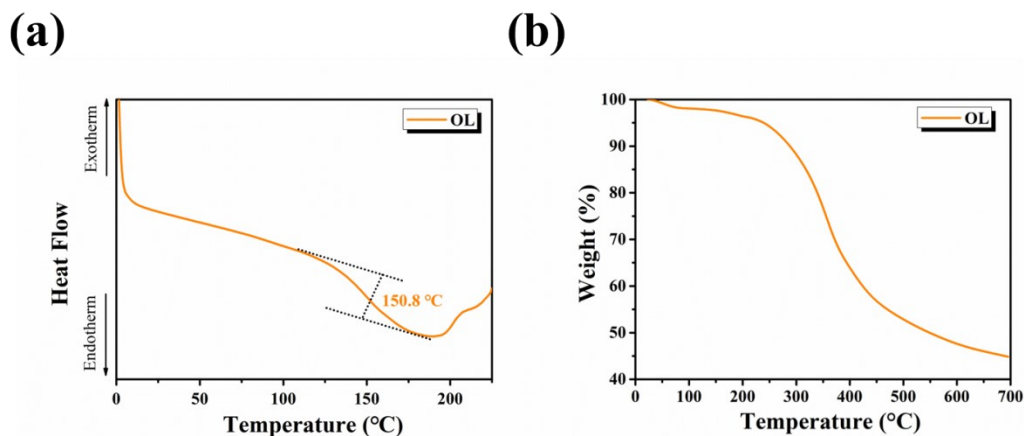 (a)
(b)
OL
Exotherm
Heat Flow
Endotherm
150.8 °C
0
50
100
150
200
Temperature (°C)
OL
Weight (%)
100
90
80
70
60
50
40
0
100
200
300
400
500
600
700
Temperature (°C)